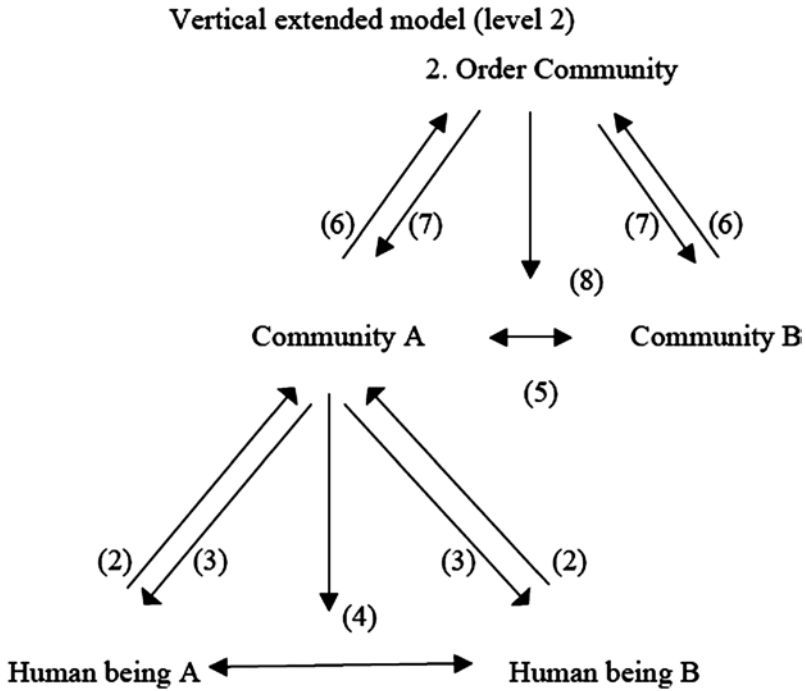 Vertical extended model (level 2)
2. Order Community
(6) (7) (7) (6)
(8)
Community A Community B
(5)
(2) (3) (3) (2)
(4)
Human being A Human being B